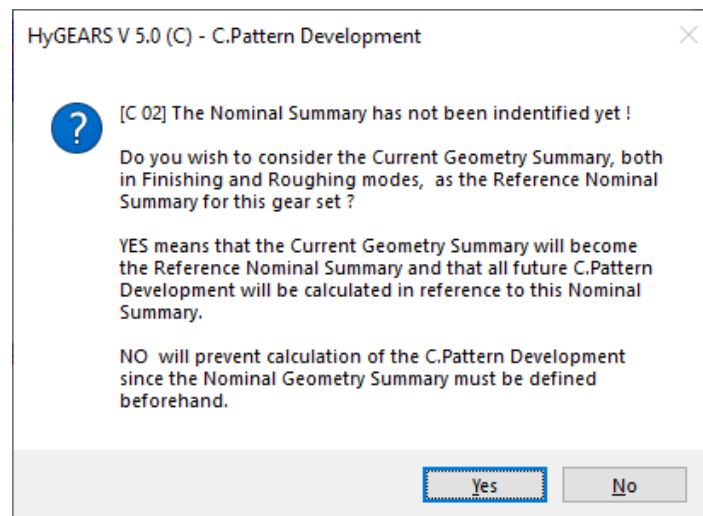 HyGEARS V 5.0 (C) - C.Pattern Development
[C 02] The Nominal Summary has not been indentified yet !
Do you wish to consider the Current Geometry Summary, both
in Finishing and Roughing modes,  as the Reference Nominal
Summary for this gear set ?
YES means that the Current Geometry Summary will become
the Reference Nominal Summary and that all future C.Pattern
Development will be calculated in reference to this Nominal
Summary.
NO  will prevent calculation of the C.Pattern Development
since the Nominal Geometry Summary must be defined
beforehand.
Yes No